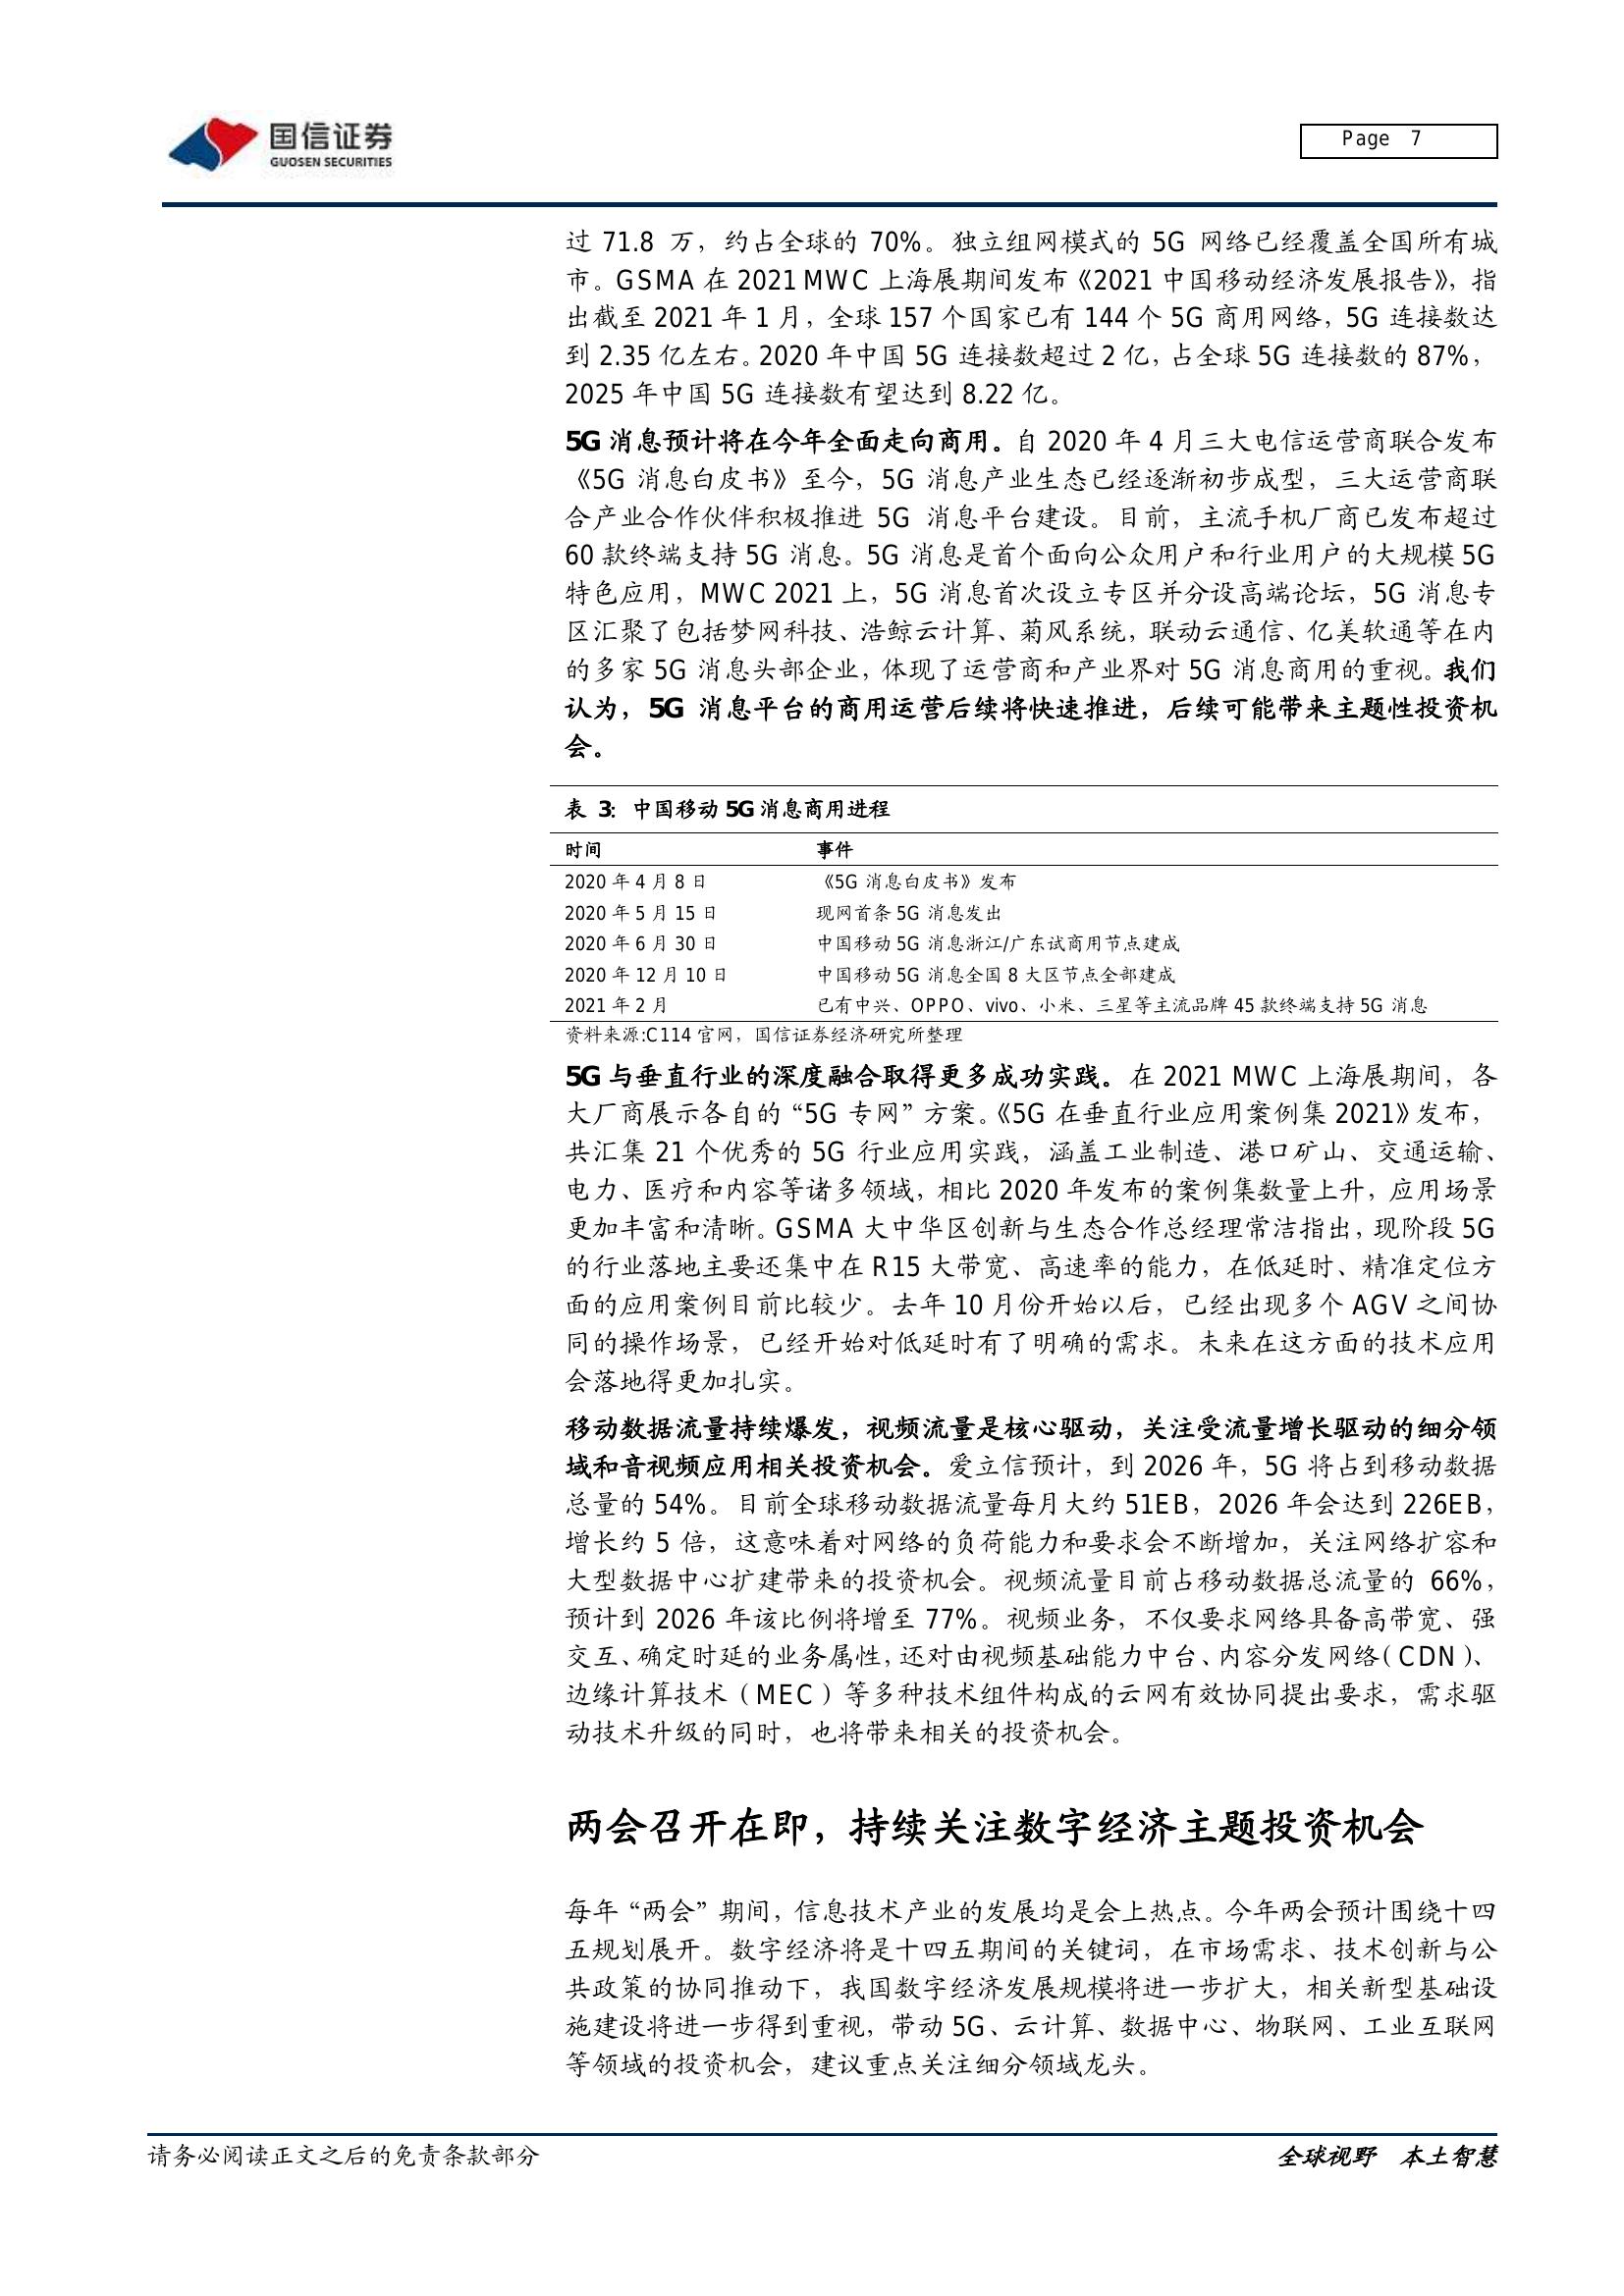 国信证券
GUOSEN SECURITIES
Page 7
过 71.8 万，约占全球的 70%。独立组网模式的 5G 网络已经覆盖全国所有城
市。GSMA 在 2021 MWC 上海展期间发布《2021 中国移动经济发展报告》，指
出截至 2021 年 1 月，全球 157 个国家已有 144 个 5G 商用网络，5G 连接数达
到 2.35 亿左右。2020 年中国 5G 连接数超过 2 亿，占全球 5G 连接数的 87%，
2025 年中国 5G 连接数有望达到 8.22 亿。
5G 消息预计将在今年全面走向商用。自 2020 年 4 月三大电信运营商联合发布
《5G 消息白皮书》至今，5G 消息产业生态已经逐渐初步成型，三大运营商联
合产业合作伙伴积极推进 5G 消息平台建设。目前，主流手机厂商已发布超过
60 款终端支持 5G 消息。5G 消息是首个面向公众用户和行业用户的大规模 5G
特色应用，MWC 2021 上，5G 消息首次设立专区并分设高端论坛，5G 消息专
区汇聚了包括梦网科技、浩鲸云计算、菊风系统，联动云通信、亿美软通等在内
的多家 5G 消息头部企业，体现了运营商和产业界对 5G 消息商用的重视。我们
认为，5G 消息平台的商用运营后续将快速推进，后续可能带来主题性投资机
会。
表 3：中国移动 5G 消息商用进程
时间 事件
2020 年 4 月 8 日 《5G 消息白皮书》发布
2020 年 5 月 15 日 现网首条 5G 消息发出
2020 年 6 月 30 日 中国移动 5G 消息浙江/广东试商用节点建成
2020 年 12 月 10 日 中国移动 5G 消息全国 8 大区节点全部建成
2021 年 2 月 已有中兴、OPPO、vivo、小米、三星等主流品牌 45 款终端支持 5G 消息
资料来源:C114 官网，国信证券经济研究所整理
5G 与垂直行业的深度融合取得更多成功实践。在 2021 MWC 上海展期间，各
大厂商展示各自的“5G 专网”方案。《5G 在垂直行业应用案例集 2021》发布，
共汇集 21 个优秀的 5G 行业应用实践，涵盖工业制造、港口矿山、交通运输、
电力、医疗和内容等诸多领域，相比 2020 年发布的案例集数量上升，应用场景
更加丰富和清晰。GSMA 大中华区创新与生态合作总经理常洁指出，现阶段 5G
的行业落地主要还集中在 R15 大带宽、高速率的能力，在低延时、精准定位方
面的应用案例目前比较少。去年 10 月份开始以后，已经出现多个 AGV 之间协
同的操作场景，已经开始对低延时有了明确的需求。未来在这方面的技术应用
会落地得更加扎实。
移动数据流量持续爆发，视频流量是核心驱动，关注受流量增长驱动的细分领
域和音视频应用相关投资机会。爱立信预计，到 2026 年，5G 将占到移动数据
总量的 54%。目前全球移动数据流量每月大约 51EB，2026 年会达到 226EB，
增长约 5 倍，这意味着对网络的负荷能力和要求会不断增加，关注网络扩容和
大型数据中心扩建带来的投资机会。视频流量目前占移动数据总流量的 66%，
预计到 2026 年该比例将增至 77%。视频业务，不仅要求网络具备高带宽、强
交互、确定时延的业务属性，还对由视频基础能力中台、内容分发网络（CDN）、
边缘计算技术（MEC）等多种技术组件构成的云网有效协同提出要求，需求驱
动技术升级的同时，也将带来相关的投资机会。
两会召开在即，持续关注数字经济主题投资机会
每年“两会”期间，信息技术产业的发展均是会上热点。今年两会预计围绕十四
五规划展开。数字经济将是十四五期间的关键词，在市场需求、技术创新与公
共政策的协同推动下，我国数字经济发展规模将进一步扩大，相关新型基础设
施建设将进一步得到重视，带动 5G、云计算、数据中心、物联网、工业互联网
等领域的投资机会，建议重点关注细分领域龙头。
请务必阅读正文之后的免责条款部分 全球视野 本土智慧